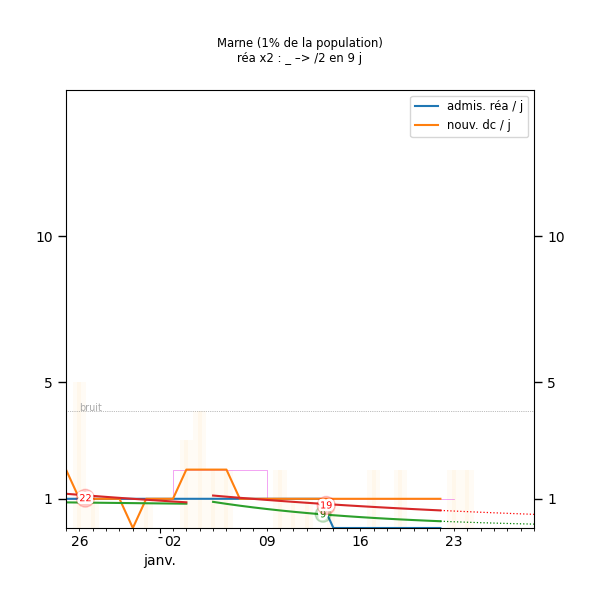 Marne (1% de la population)
réa x2 : _ –> /2 en 9 j
admis. réa / j
nouv. dc / j
10 10
5 5
bruit
22
19
9
1 1
26 02 09 16 23
janv.